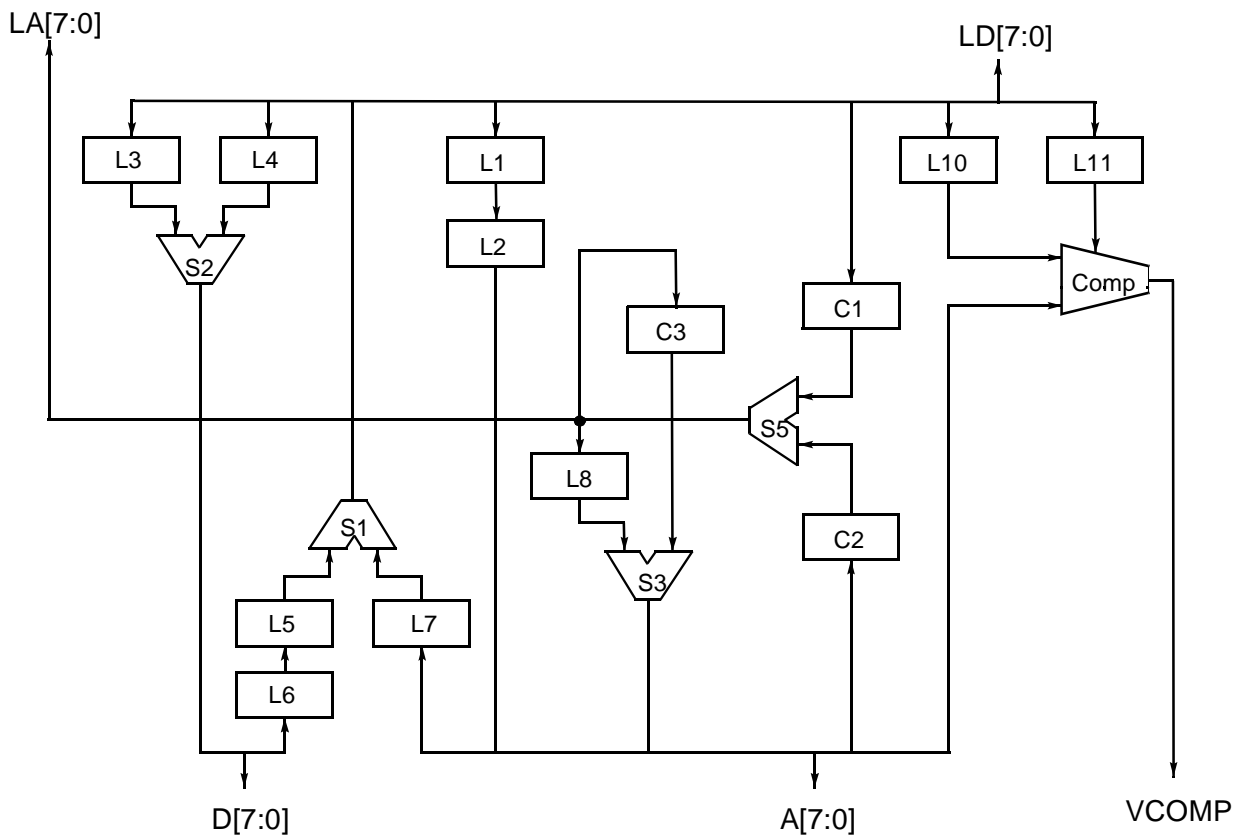 LA[7:0]
LD[7:0]
L3
L4
L1
L10
L11
L2
S2
Comp
C1
C3
S5
L8
S1
C2
S3
L5
L7
L6
D[7:0]
A[7:0]
VCOMP